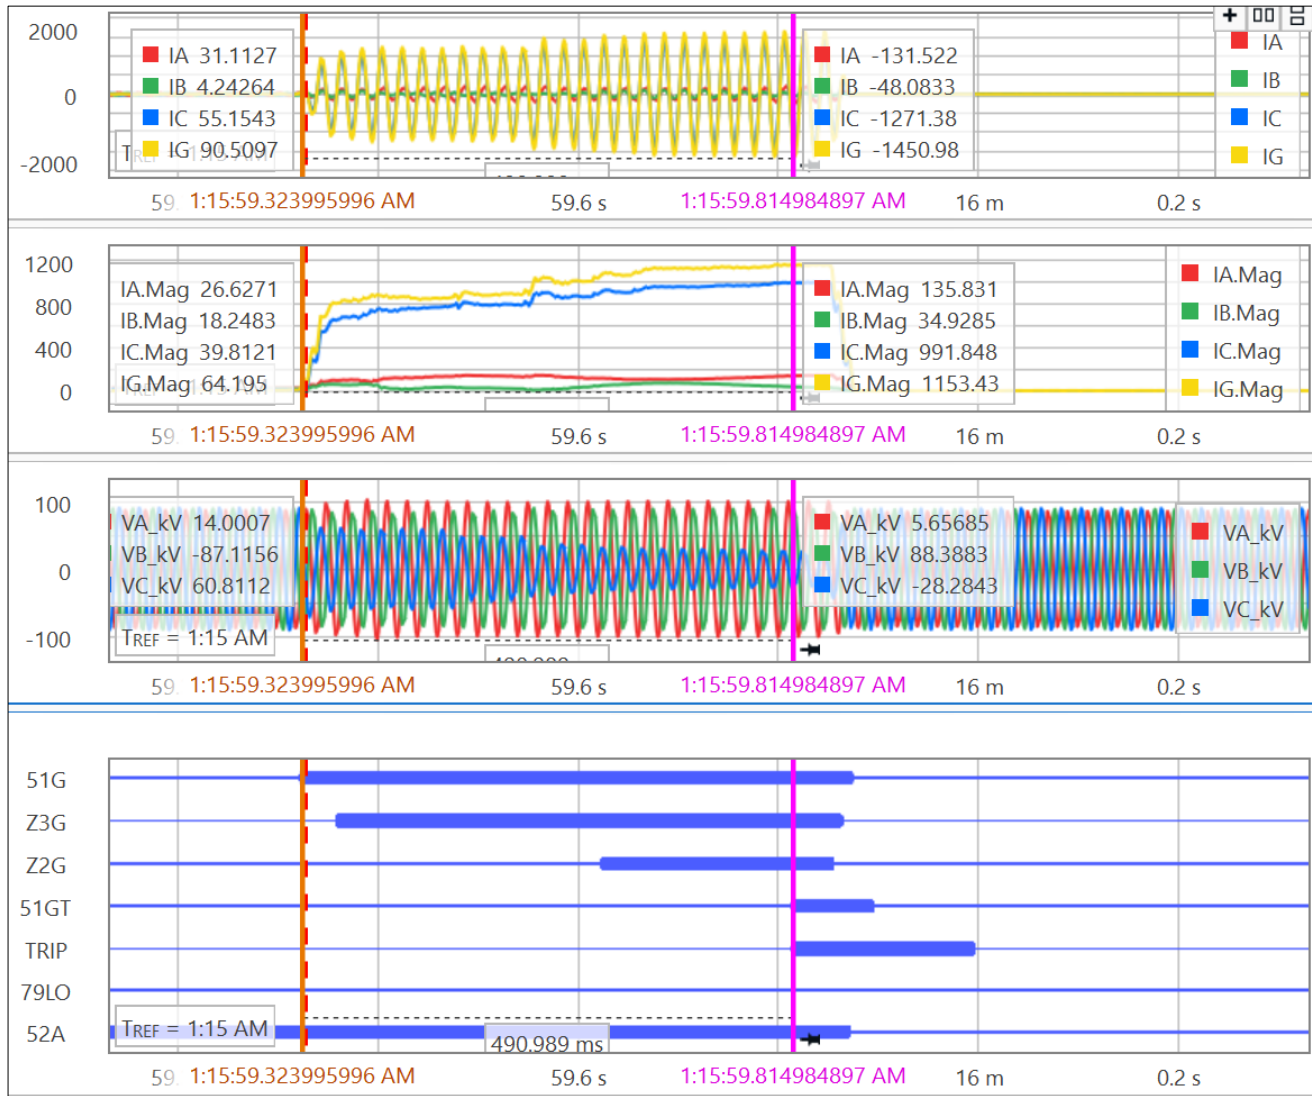 2000
0
-2000
IA 31.1127
IB 4.24264
IC 55.1543
IG 90.5097
IA -131.522
IB -48.0833
IC -1271.38
IG -1450.98
IA
IB
IC
IG
59. 1:15:59.323995996 AM 59.6 s 1:15:59.814984897 AM 16 m 0.2 s
1200
800
400
0
IA.Mag 26.6271
IB.Mag 18.2483
IC.Mag 39.8121
IG.Mag 64.195
IA.Mag 135.831
IB.Mag 34.9285
IC.Mag 991.848
IG.Mag 1153.43
IA.Mag
IB.Mag
IC.Mag
IG.Mag
59. 1:15:59.323995996 AM 59.6 s 1:15:59.814984897 AM 16 m 0.2 s
100
0
-100
VA_kV 14.0007
VB_kV -87.1156
VC_kV 60.8112
TREF = 1:15 AM
VA_kV 5.65685
VB_kV 88.3883
VC_kV -28.2843
VA_kV
VB_kV
VC_kV
59. 1:15:59.323995996 AM 59.6 s 1:15:59.814984897 AM 16 m 0.2 s
51G
Z3G
Z2G
51GT
TRIP
79LO
52A
TREF = 1:15 AM
490.989 ms
59. 1:15:59.323995996 AM 59.6 s 1:15:59.814984897 AM 16 m 0.2 s